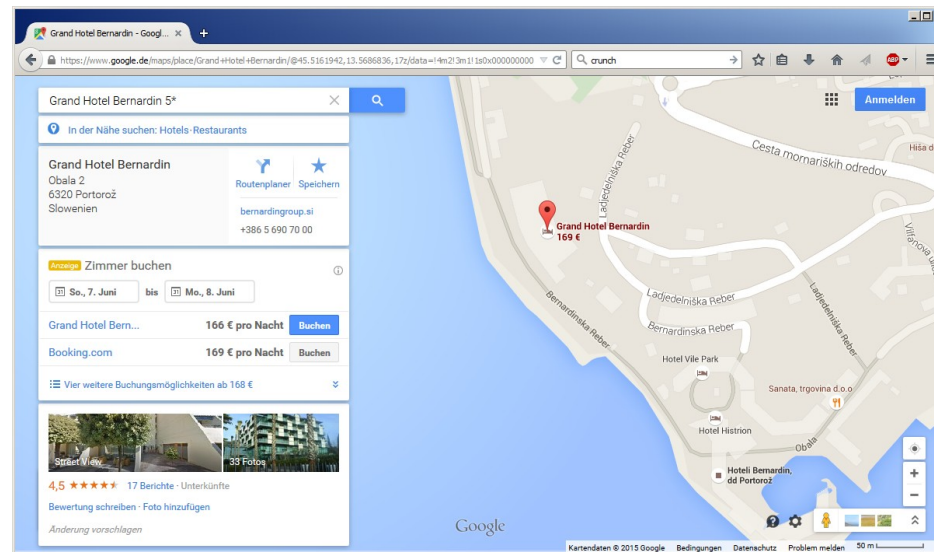 Grand Hotel Bernardin - Googl... ×
https://www.google.de/maps/place/Grand+Hotel+Bernardin/@45.5161942,13.5686836,17z/data=!4m2!3m1!1s0x000000000
crunch
ABP
Grand Hotel Bernardin 5*
In der Nähe suchen: Hotels·Restaurants
Grand Hotel Bernardin
Obala 2
6320 Portorož
Slowenien
Routenplaner Speichern
bernardingroup.si
+386 5 690 70 00
Anzeige Zimmer buchen
31 So., 7. Juni bis 31 Mo., 8. Juni
Grand Hotel Bern... 166 € pro Nacht Buchen
Booking.com 169 € pro Nacht Buchen
Vier weitere Buchungsmöglichkeiten ab 168 €
Street View
33 Fotos
4,5 ★★★★★ 17 Berichte · Unterkünfte
Bewertung schreiben · Foto hinzufügen
Änderung vorschlagen
Anmelden
Cesta mornariških odredov
Hiša d
Ladjedelniška Reber
Grand Hotel Bernardin
169 €
Vilfanova
Ladjedelniška Reber
Ladjedelniška Reber
Bernardinska Reber
Bernardinska Reber
Hotel Vile Park
Sanata, trgovina d.o.o
Hotel Histrion
Obala
Hoteli Bernardin,
dd Portorož
Google
Kartendaten © 2015 Google Bedingungen Datenschutz Problem melden 50 m